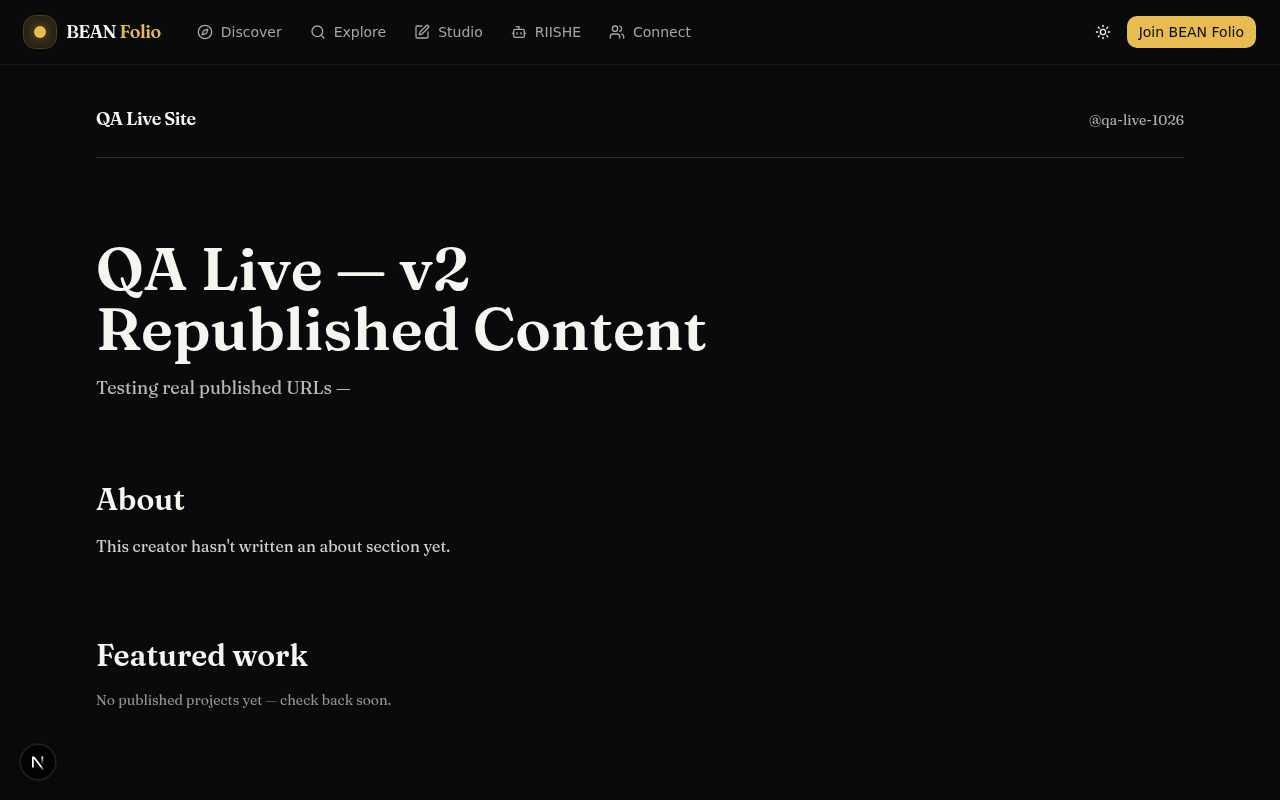 BEAN Folio
Discover
Explore
Studio
RIISHE
Connect
Join BEAN Folio
QA Live Site
@qa-live-1026
QA Live — v2
Republished Content
Testing real published URLs —
About
This creator hasn't written an about section yet.
Featured work
No published projects yet — check back soon.
N